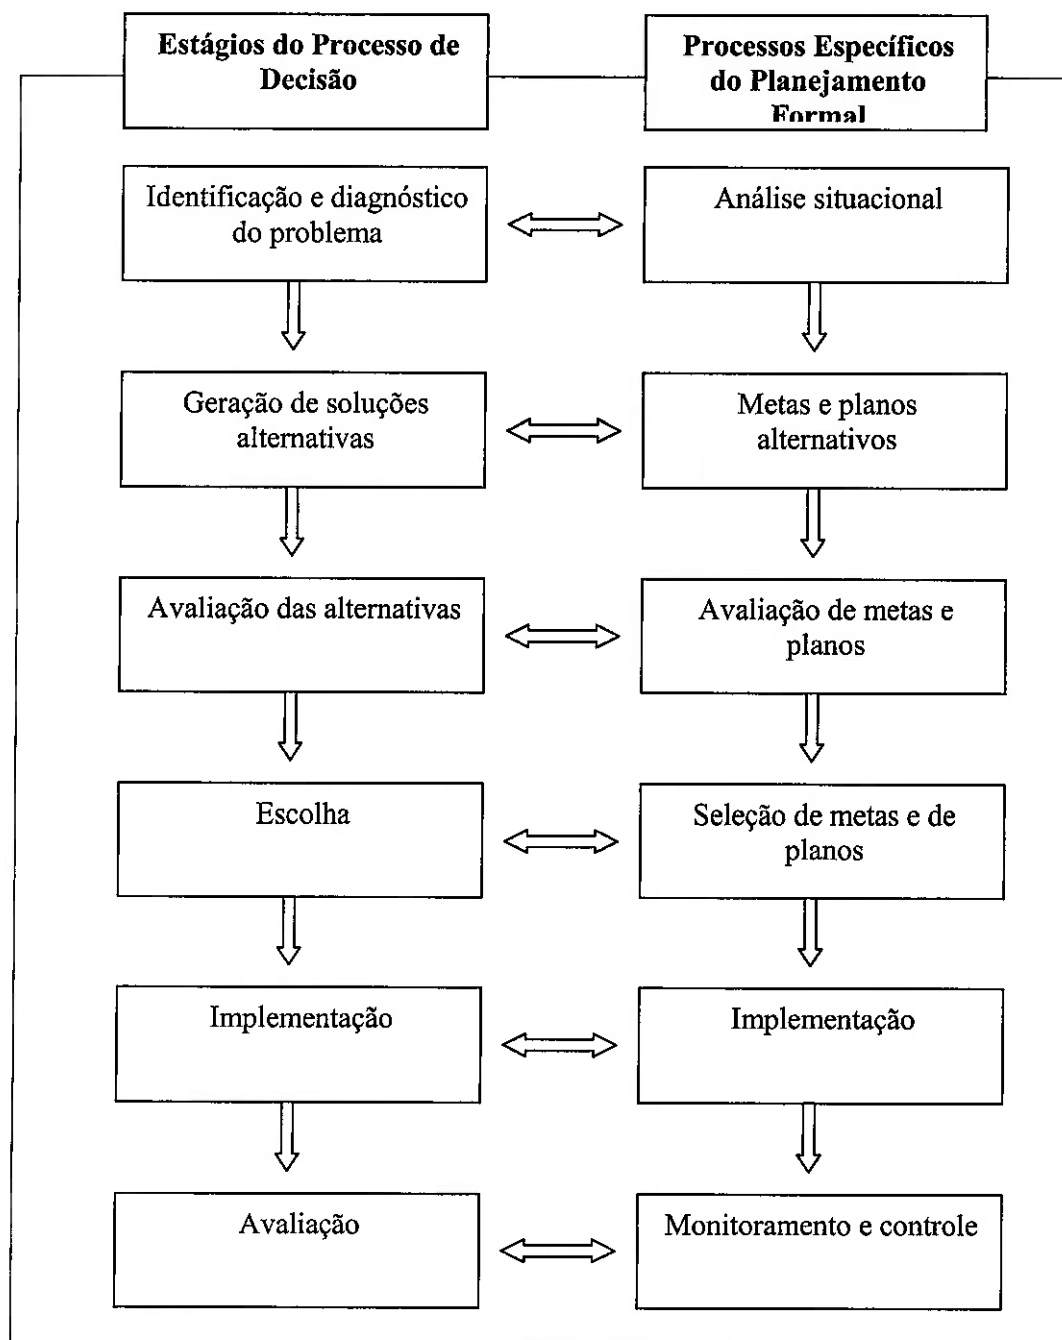 Estágios do Processo de
Decisão
Processos Específicos
do Planejamento
Formal
Identificação e diagnóstico
do problema
Análise situacional
Geração de soluções
alternativas
Metas e planos
alternativos
Avaliação das alternativas
Avaliação de metas e
planos
Escolha
Seleção de metas e de
planos
Implementação
Implementação
Avaliação
Monitoramento e controle